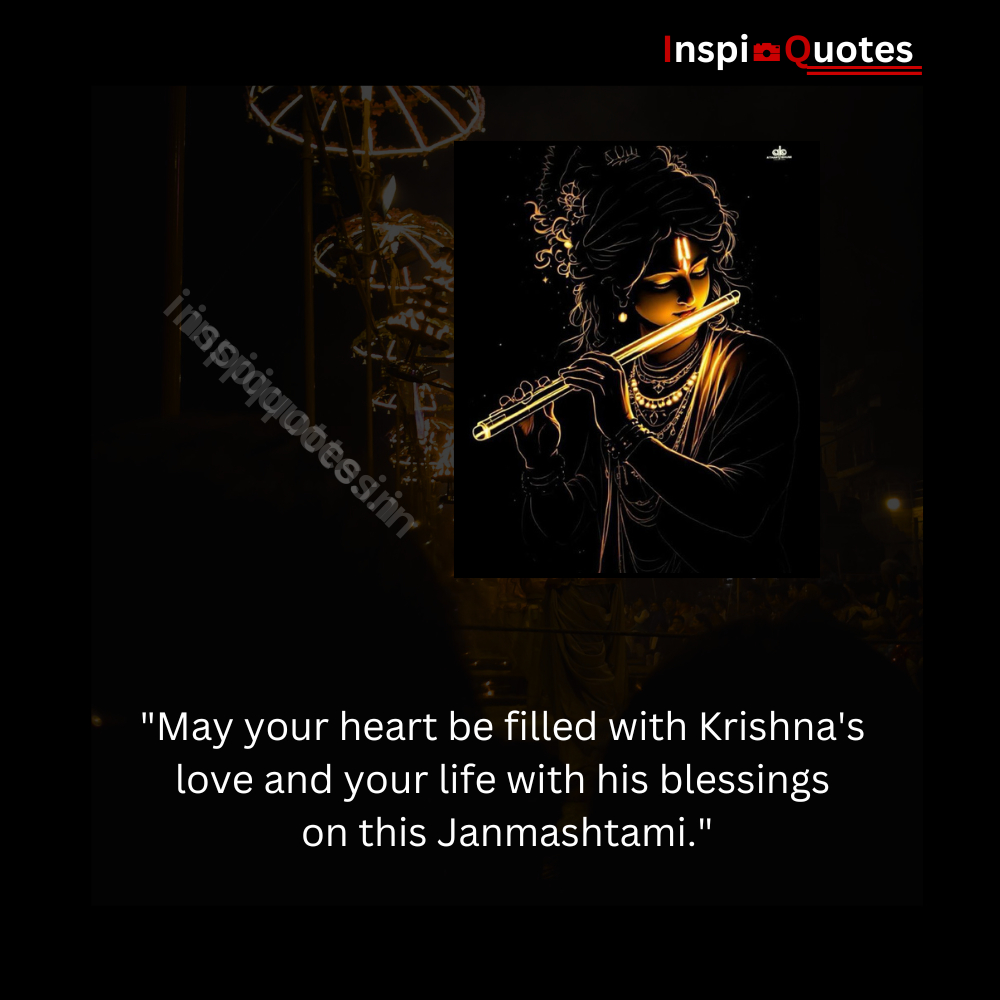 Inspi Quotes
inspiquotess.in
"May your heart be filled with Krishna's
love and your life with his blessings
on this Janmashtami."